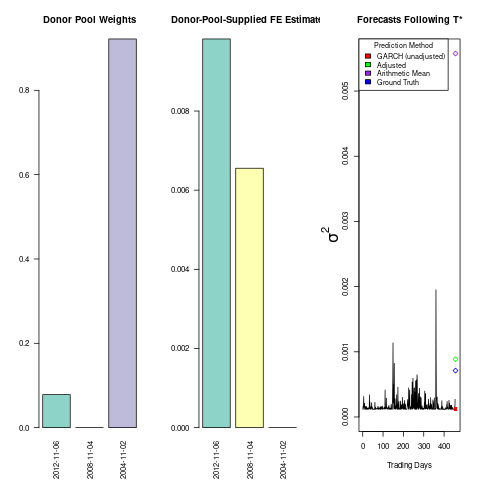 Donor Pool Weights
0.0
0.2
0.4
0.6
0.8
2012-11-06
2008-11-04
2004-11-02
Donor-Pool-Supplied FE Estimate
0.000
0.002
0.004
0.006
0.008
2012-11-06
2008-11-04
2004-11-02
Forecasts Following T*
Prediction Method
GARCH (unadjusted)
Adjusted
Arithmetic Mean
Ground Truth
σ2
0.000
0.001
0.002
0.003
0.004
0.005
0
100
200
300
400
Trading Days